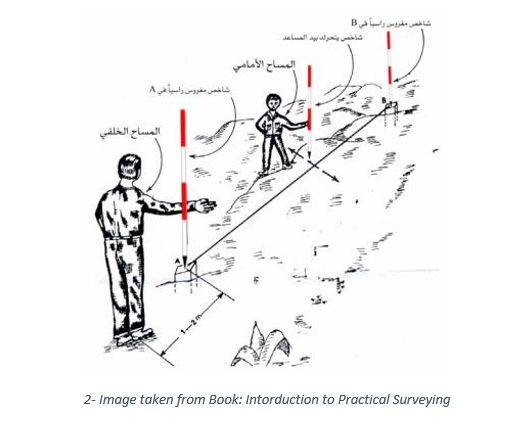 شاخص مغروس راسياً في B
شاخص يتحرك بيد المساعد
المساح الأمامي
شاخص مغروس راسياً في A
المساح الخلفي
B
A
1—2 m
2- Image taken from Book: Intorduction to Practical Surveying